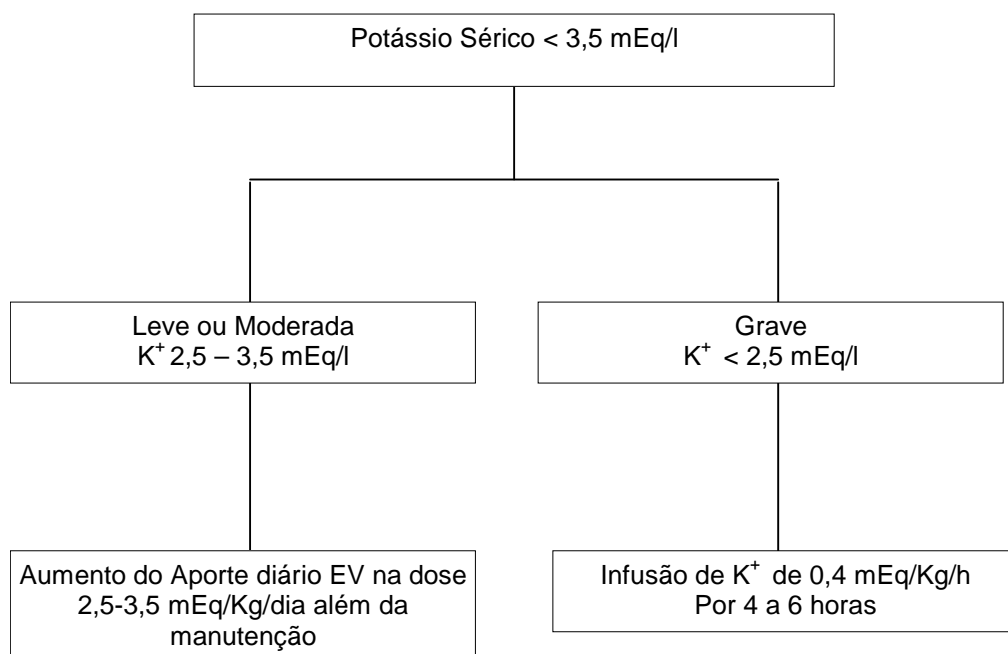 Potássio Sérico < 3,5 mEq/l
Leve ou Moderada
K⁺ 2,5 – 3,5 mEq/l
Grave
K⁺ < 2,5 mEq/l
Aumento do Aporte diário EV na dose
2,5-3,5 mEq/Kg/dia além da
manutenção
Infusão de K⁺ de 0,4 mEq/Kg/h
Por 4 a 6 horas